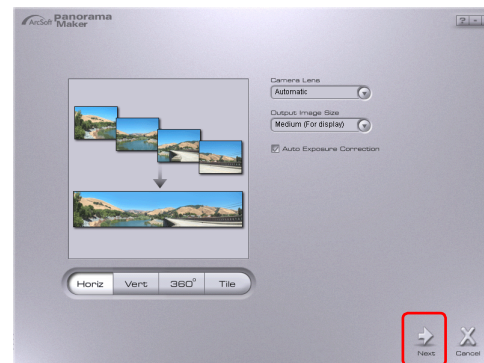 ArcSoft Panorama Maker
? -
Camera Lens
Automatic
Output Image Size
Medium (For display)
Auto Exposure Correction
Horiz Vert 360° Tile
Next Cancel